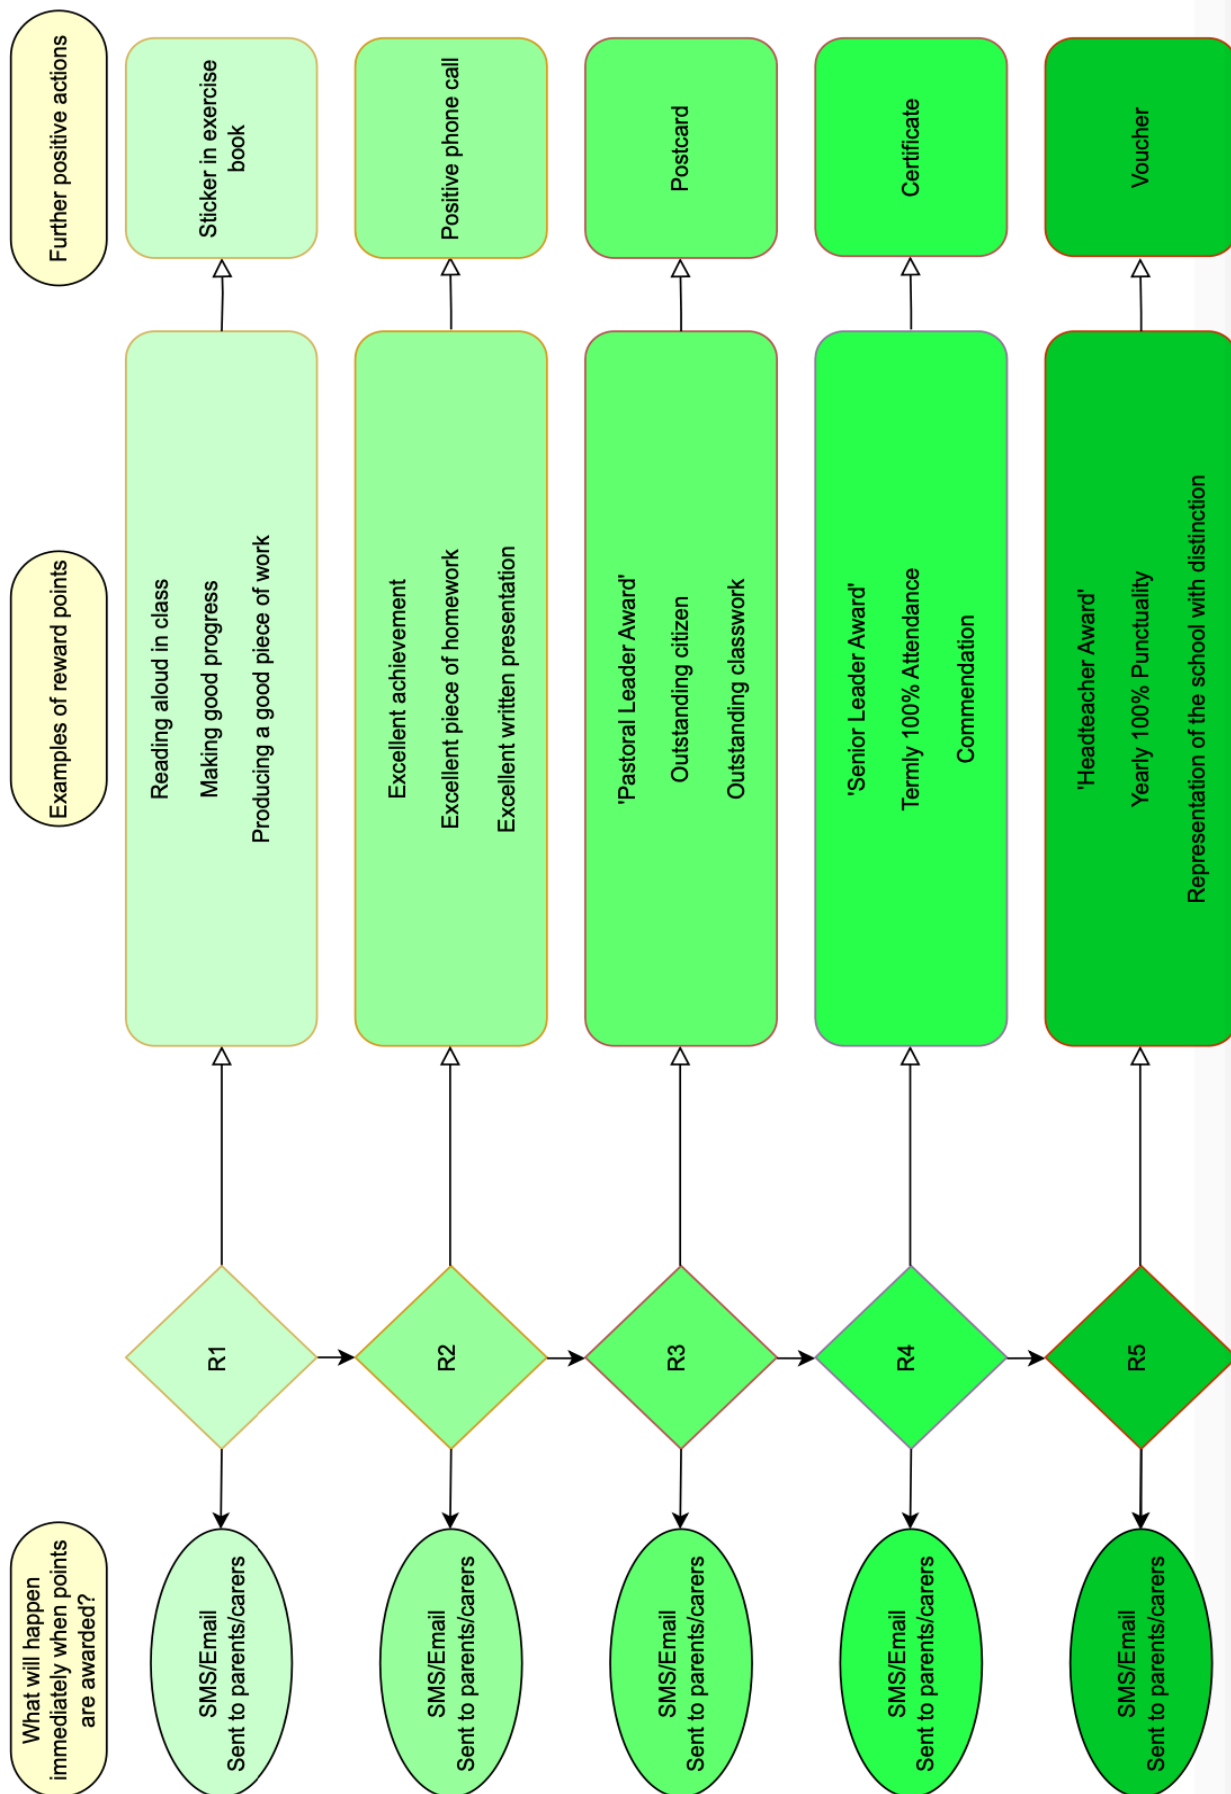 What will happen
immediately when points
are awarded?
Examples of reward points
Further positive actions
SMS/Email
Sent to parents/carers
R1
Reading aloud in class
Making good progress
Producing a good piece of work
Sticker in exercise
book
SMS/Email
Sent to parents/carers
R2
Excellent achievement
Excellent piece of homework
Excellent written presentation
Positive phone call
SMS/Email
Sent to parents/carers
R3
'Pastoral Leader Award'
Outstanding citizen
Outstanding classwork
Postcard
SMS/Email
Sent to parents/carers
R4
'Senior Leader Award'
Termly 100% Attendance
Commendation
Certificate
SMS/Email
Sent to parents/carers
R5
'Headteacher Award'
Yearly 100% Punctuality
Representation of the school with distinction
Voucher